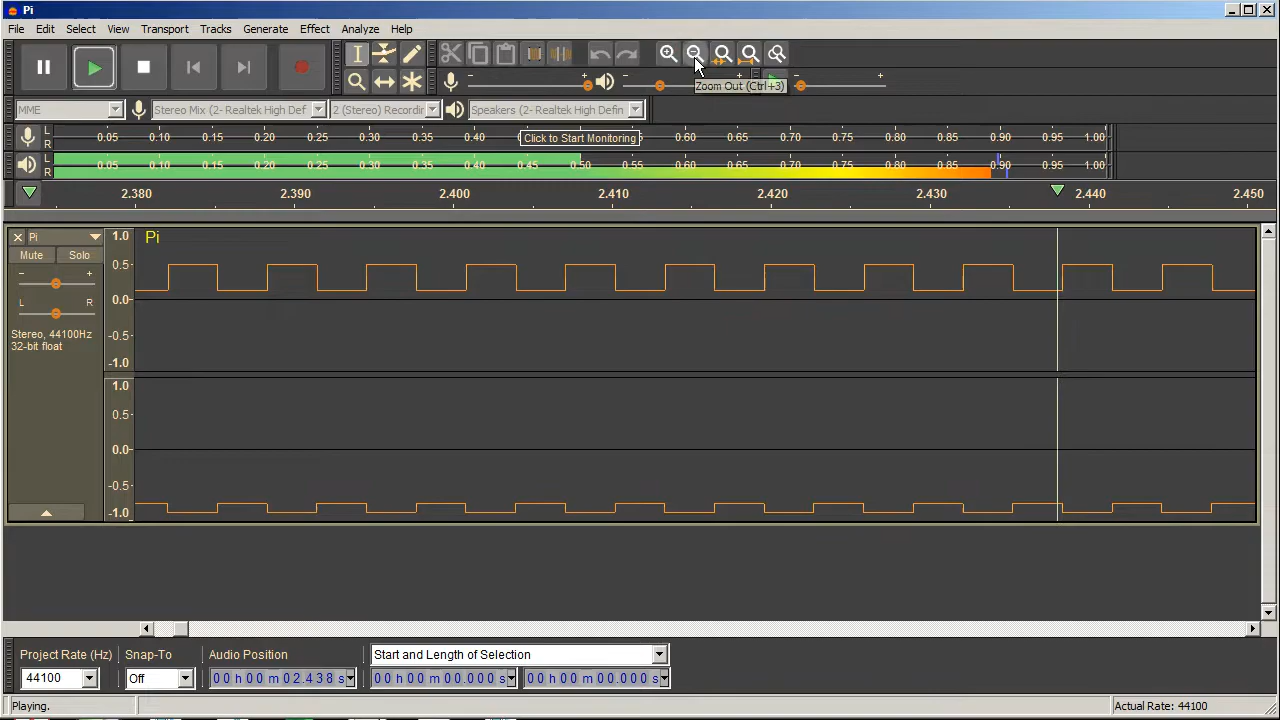 Pi
File Edit Select View Transport Tracks Generate Effect Analyze Help
Zoom Out (Ctrl+3)
MME Stereo Mix (2- Realtek High Def 2 (Stereo) Recordir Speakers (2- Realtek High Defin
L 0.05 0.15 0.20 0.25 0.30 0.35 0.40 Click to Start Monitoring 0.60 0.65 0.70 0.75 0.80 0.85 0.90 0.95 1.00
R
L 0.05 0.15 0.20 0.25 0.30 0.35 0.40 0.45 0.50 0.55 0.60 0.65 0.70 0.75 0.80 0.85 0.90 0.95 1.00
R
2.380 2.390 2.400 2.410 2.420 2.430 2.440 2.450
Pi 1.0 Pi
Mute Solo
0.5
- +
L R 0.0
Stereo, 44100Hz -0.5
32-bit float
-1.0
1.0
0.5
0.0
-0.5
-1.0
Project Rate (Hz) Snap-To Audio Position Start and Length of Selection
44100 Off 00 h 00 m 02.438 s 00 h 00 m 00.000 s 00 h 00 m 00.000 s
Playing. Actual Rate: 44100